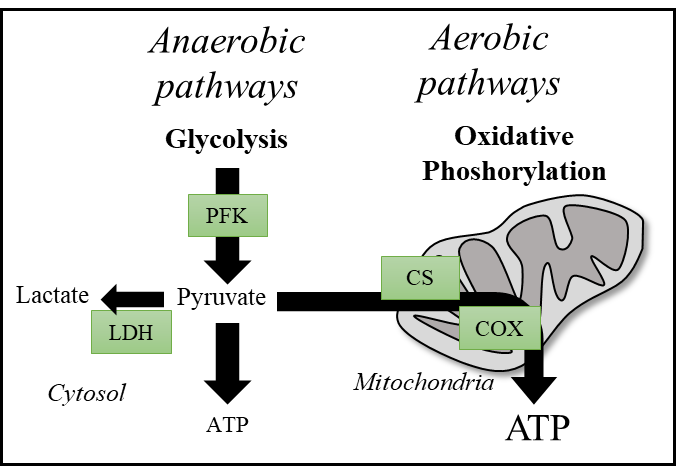 Anaerobic
pathways
Aerobic
pathways
Glycolysis
Oxidative
Phoshorylation
PFK
CS
Lactate
Pyruvate
LDH
COX
Cytosol
Mitochondria
ATP
ATP